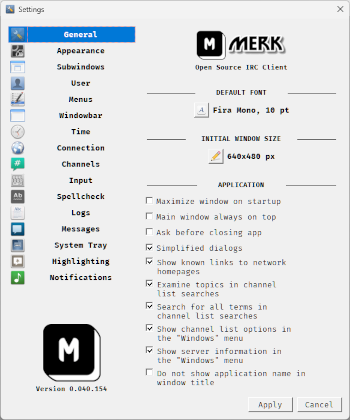 Settings
General
Appearance
Subwindows
User
Menus
Windowbar
Time
Connection
Channels
Input
Spellcheck
Logs
Messages
System Tray
Highlighting
Notifications
M
Version 0.040.154
M MERK
Open Source IRC Client
DEFAULT FONT
Fira Mono, 10 pt
INITIAL WINDOW SIZE
640x480 px
APPLICATION
Maximize window on startup
Main window always on top
Ask before closing app
Simplified dialogs
Show known links to network
homepages
Examine topics in channel
list searches
Search for all terms in
channel list searches
Show channel list options in
the "Windows" menu
Show server information in
the "Windows" menu
Do not show application name in
window title
Apply
Cancel